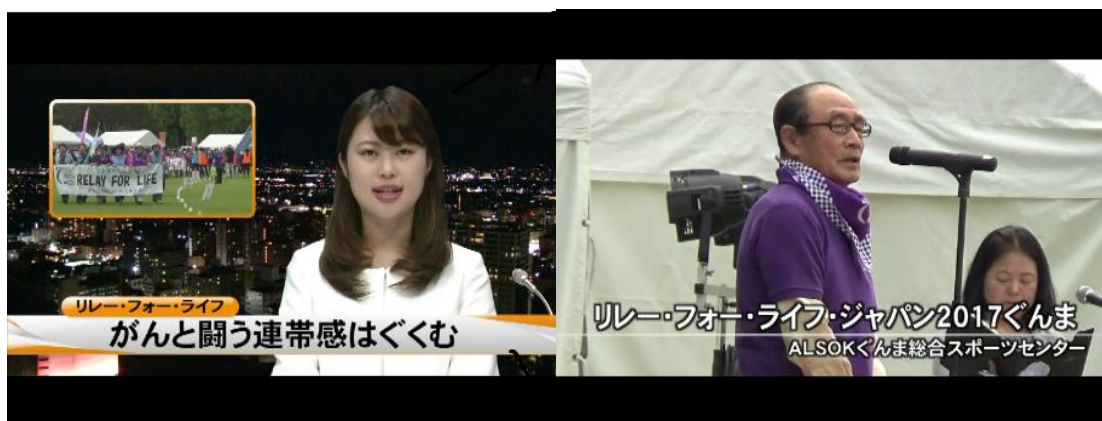 RELAY FOR LIFE
リレー・フォー・ライフ
がんと闘う連帯感はぐくむ
リレー・フォー・ライフ・ジャパン2017ぐんま
ALSOKぐんま総合スポーツセンター